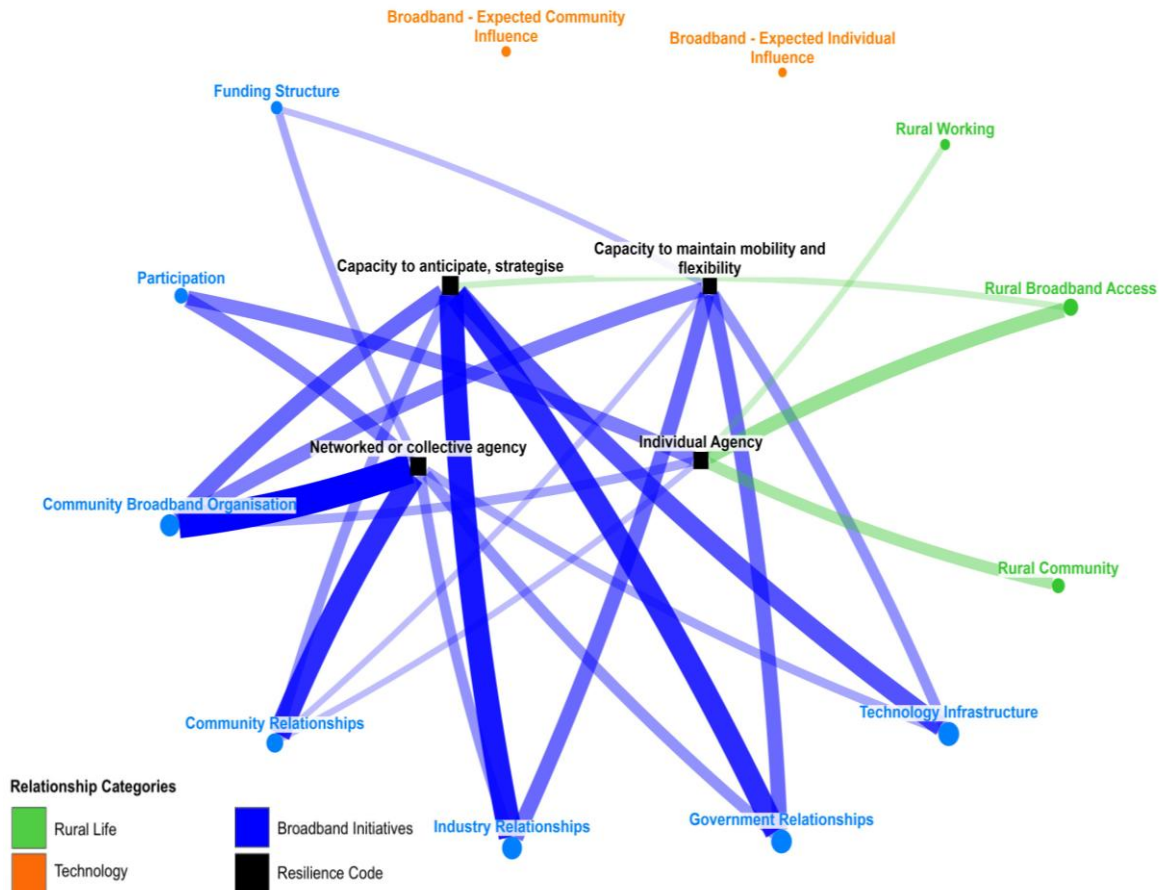 Broadband - Expected Community
Influence
Broadband - Expected Individual
Influence
Funding Structure
Rural Working
Capacity to maintain mobility and
flexibility
Capacity to anticipate, strategise
Participation
Rural Broadband Access
Networked or collective agency
Individual Agency
Community Broadband Organisation
Rural Community
Community Relationships
Technology Infrastructure
Industry Relationships
Government Relationships
Relationship Categories
Rural Life
Broadband Initiatives
Technology
Resilience Code